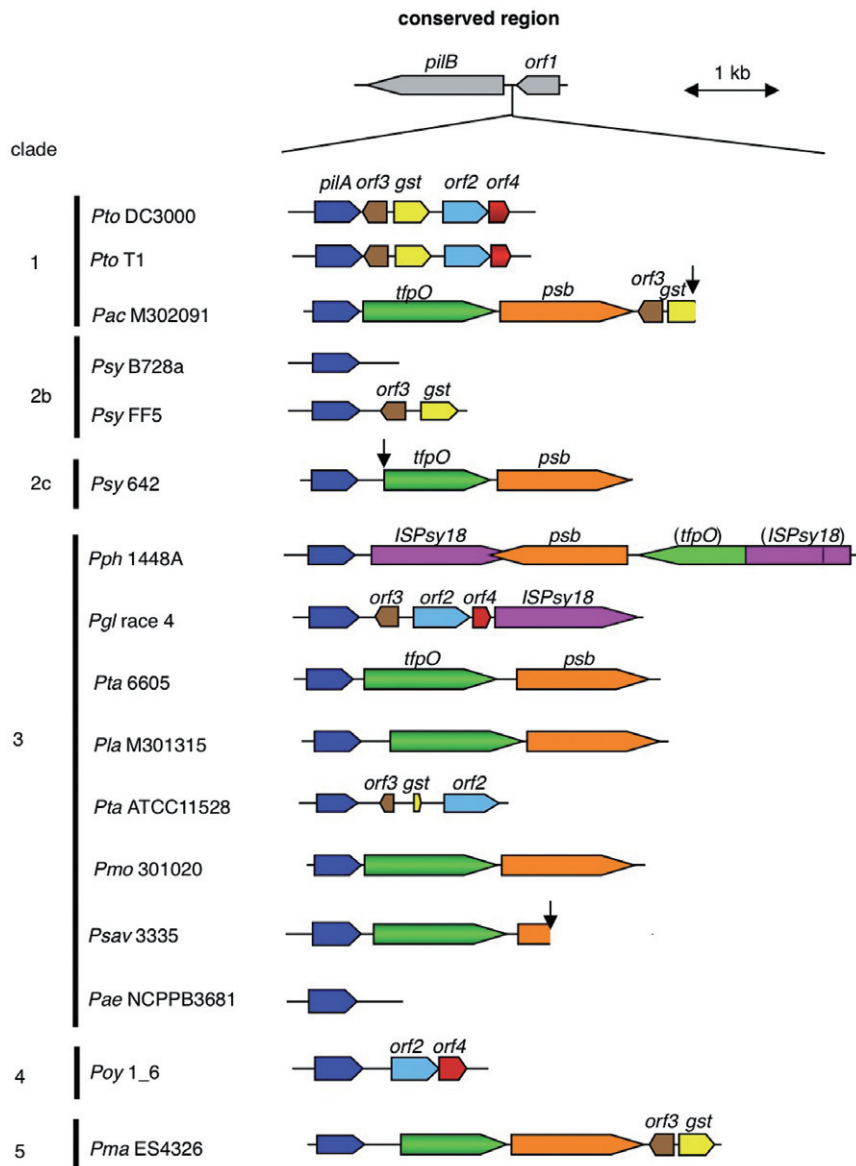 conserved region
pilB orf1
1 kb
clade
pilA orf3 gst orf2 orf4
Pto DC3000
1
Pto T1
orf3
tfpO psb gst
Pac M302091
Psy B728a
2b
orf3 gst
Psy FF5
tfpO psb
2c
Psy 642
ISPsy18 psb (tfpO) (ISPsy18)
Pph 1448A
orf3 orf2 orf4 ISPsy18
Pgl race 4
tfpO psb
Pta 6605
3
Pla M301315
orf3 gst orf2
Pta ATCC11528
Pmo 301020
Psav 3335
Pae NCPPB3681
orf2 orf4
4
Poy 1_6
orf3 gst
5
Pma ES4326